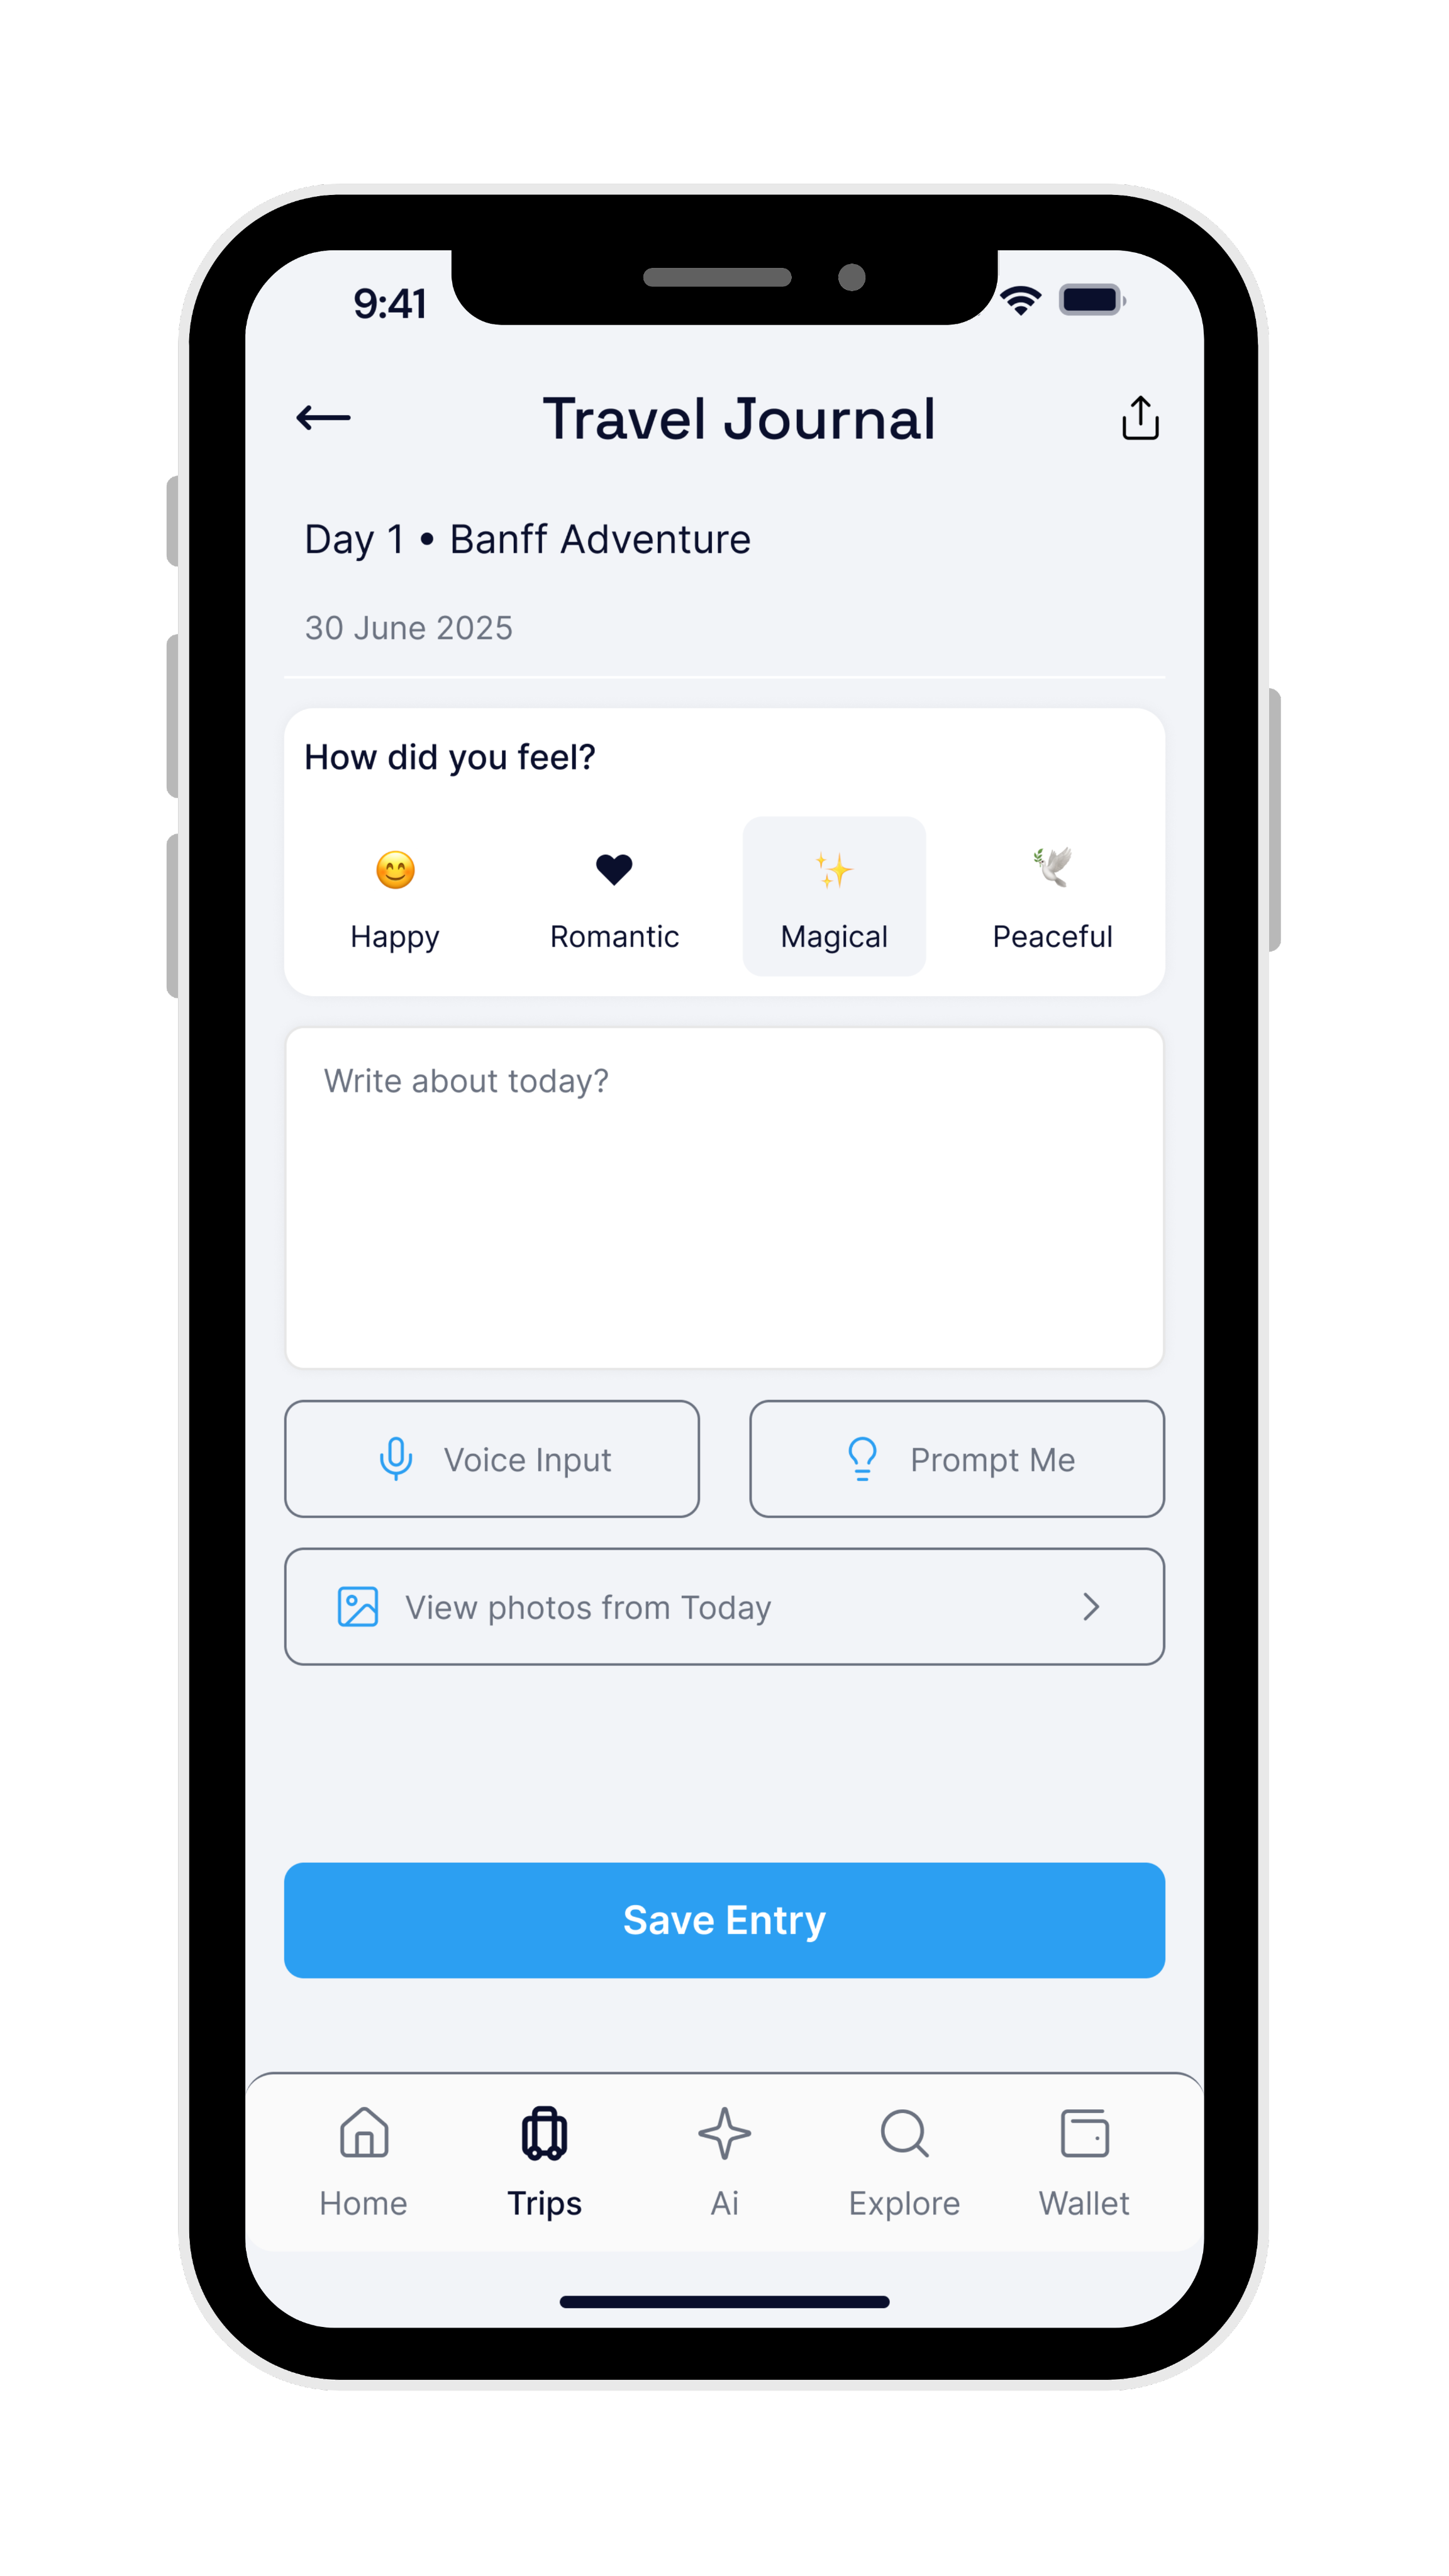 9:41
Travel Journal
Day 1 • Banff Adventure
30 June 2025
How did you feel?
Happy Romantic Magical Peaceful
Write about today?
Voice Input Prompt Me
View photos from Today
Save Entry
Home Trips Ai Explore Wallet